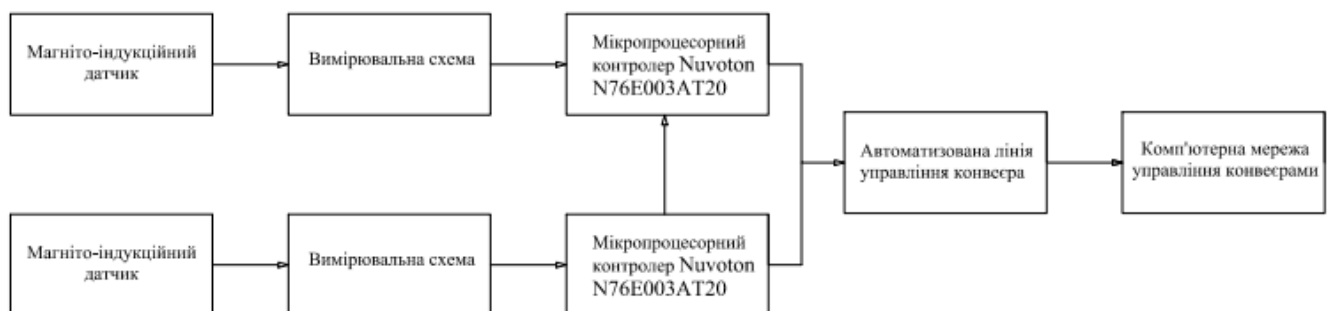 Магніто-індукційний
датчик
Вимірювальна схема
Мікропроцесорний
контролер Nuvoton
N76E003AT20
Автоматизована лінія
управління конвеєра
Комп'ютерна мережа
управління конвеєрами
Магніто-індукційний
датчик
Вимірювальна схема
Мікропроцесорний
контролер Nuvoton
N76E003AT20